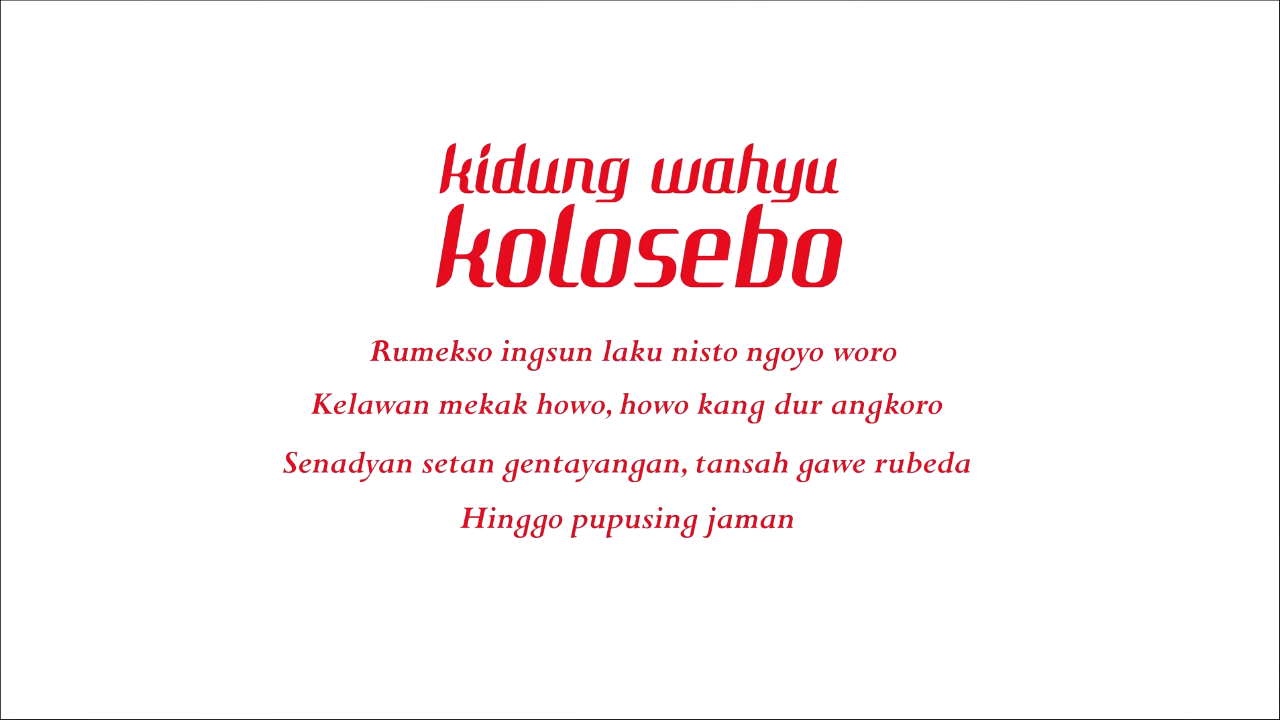 kidung wahyu
kolosebo
Rumekso ingsun laku nisto ngoyo woro
Kelawan mekak howo, howo kang dur angkoro
Senadyan setan gentayangan, tansah gawe rubeda
Hinggo pupusing jaman